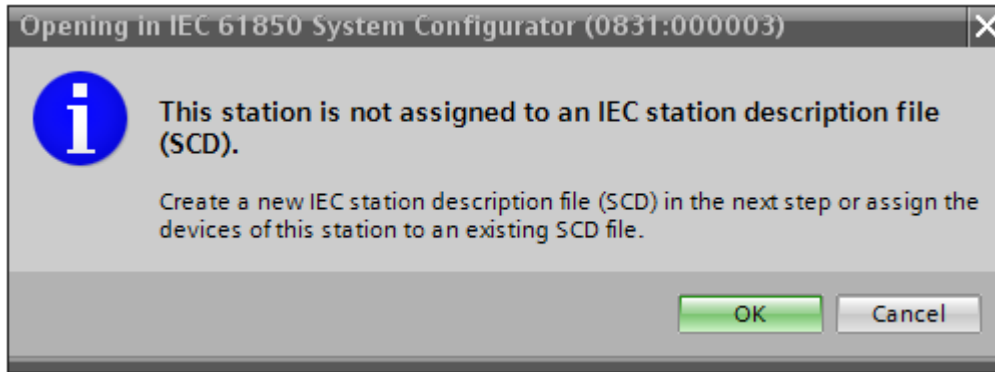 Opening in IEC 61850 System Configurator (0831:000003)
This station is not assigned to an IEC station description file
(SCD).
Create a new IEC station description file (SCD) in the next step or assign the
devices of this station to an existing SCD file.
OK
Cancel